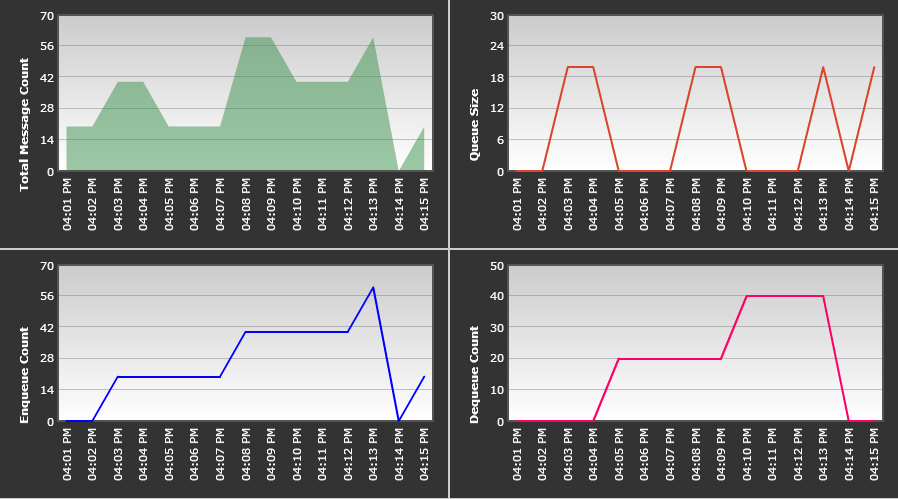 Total Message Count
70
56
42
28
14
0
04:01 PM
04:02 PM
04:03 PM
04:04 PM
04:05 PM
04:06 PM
04:07 PM
04:08 PM
04:09 PM
04:10 PM
04:11 PM
04:12 PM
04:13 PM
04:14 PM
04:15 PM
Queue Size
30
24
18
12
6
0
04:01 PM
04:02 PM
04:03 PM
04:04 PM
04:05 PM
04:06 PM
04:07 PM
04:08 PM
04:09 PM
04:10 PM
04:11 PM
04:12 PM
04:13 PM
04:14 PM
04:15 PM
Enqueue Count
70
56
42
28
14
0
04:01 PM
04:02 PM
04:03 PM
04:04 PM
04:05 PM
04:06 PM
04:07 PM
04:08 PM
04:09 PM
04:10 PM
04:11 PM
04:12 PM
04:13 PM
04:14 PM
04:15 PM
Dequeue Count
50
40
30
20
10
0
04:01 PM
04:02 PM
04:03 PM
04:04 PM
04:05 PM
04:06 PM
04:07 PM
04:08 PM
04:09 PM
04:10 PM
04:11 PM
04:12 PM
04:13 PM
04:14 PM
04:15 PM